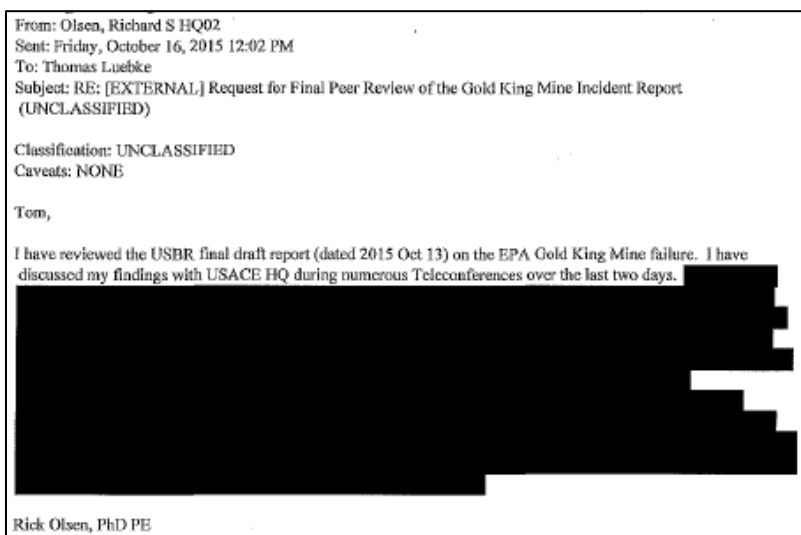 From: Olsen, Richard S HQ02
Sent: Friday, October 16, 2015 12:02 PM
To: Thomas Luebke
Subject: RE: [EXTERNAL] Request for Final Peer Review of the Gold King Mine Incident Report
(UNCLASSIFIED)
Classification: UNCLASSIFIED
Caveats: NONE
Tom,
I have reviewed the USBR final draft report (dated 2015 Oct 13) on the EPA Gold King Mine failure. I have
discussed my findings with USACE HQ during numerous Teleconferences over the last two days.
Rick Olsen, PhD PE